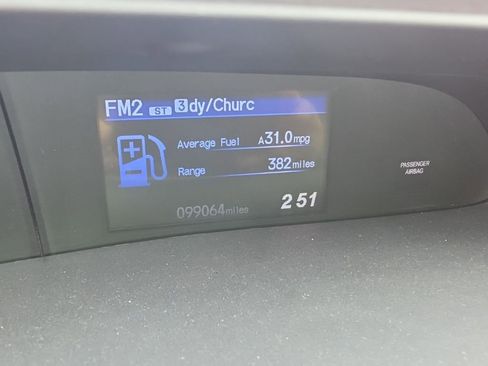 FM2 ST 3dy/Churc
Average Fuel A31.0mpg
Range 382miles
099064miles 2 51
PASSENGER
AIRBAG